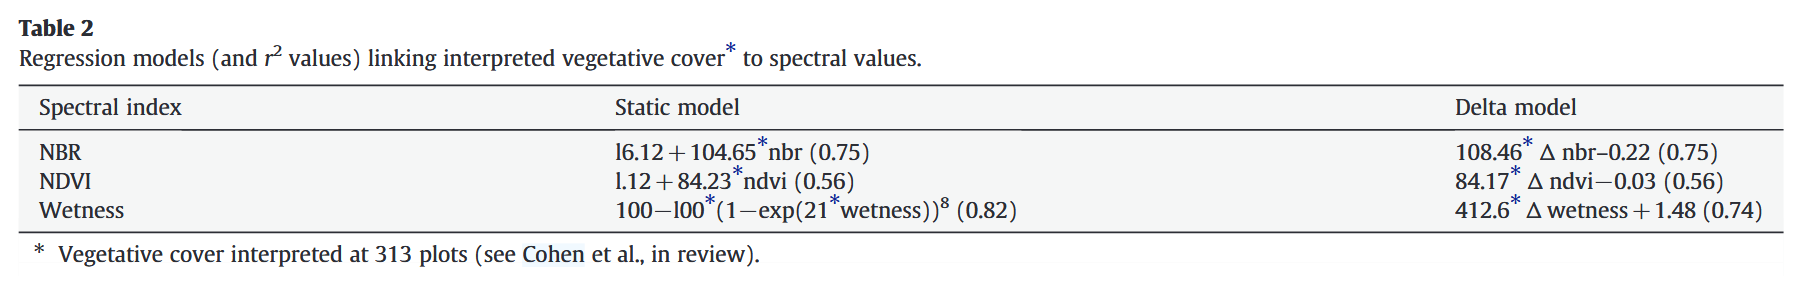 Table 2
Regression models (and r² values) linking interpreted vegetative cover* to spectral values.
Spectral index Static model Delta model
NBR l6.12 + 104.65*nbr (0.75) 108.46* Δ nbr–0.22 (0.75)
NDVI l.12 + 84.23*ndvi (0.56) 84.17* Δ ndvi−0.03 (0.56)
Wetness 100−l00*(1−exp(21*wetness))⁸ (0.82) 412.6* Δ wetness + 1.48 (0.74)
* Vegetative cover interpreted at 313 plots (see Cohen et al., in review).